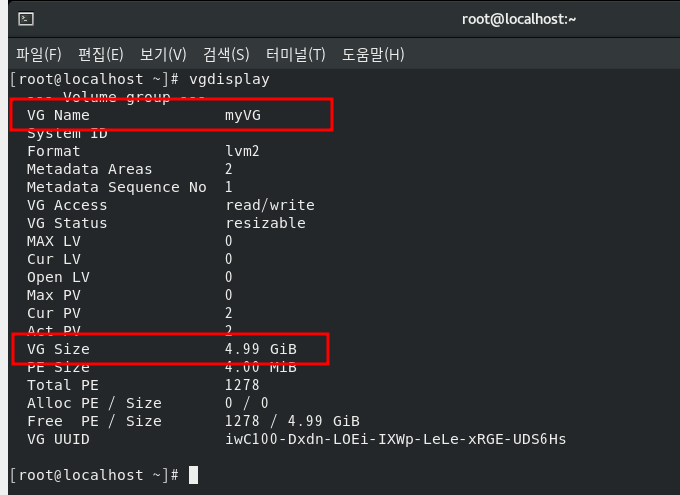 root@localhost:~
파일(F) 편집(E) 보기(V) 검색(S) 터미널(T) 도움말(H)
[root@localhost ~]# vgdisplay
--- Volume group ---
VG Name myVG
System ID
Format lvm2
Metadata Areas 2
Metadata Sequence No 1
VG Access read/write
VG Status resizable
MAX LV 0
Cur LV 0
Open LV 0
Max PV 0
Cur PV 2
Act PV 2
VG Size 4.99 GiB
PE Size 4.00 MiB
Total PE 1278
Alloc PE / Size 0 / 0
Free  PE / Size 1278 / 4.99 GiB
VG UUID iwC100-Dxdn-LOEi-IXWp-LeLe-xRGE-UDS6Hs
[root@localhost ~]#